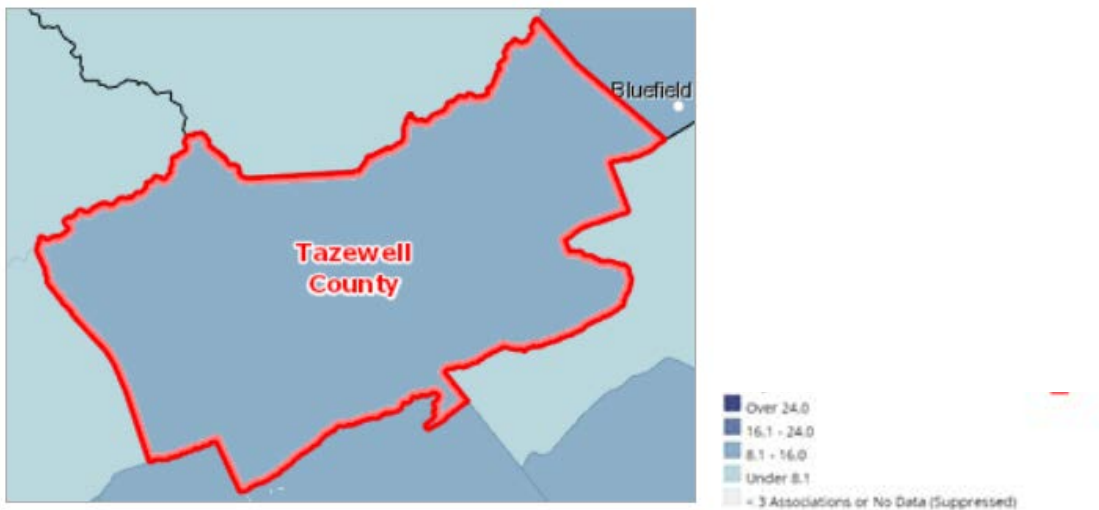 Bluefield
Tazewell
County
Over 24.0
16.1 - 24.0
8.1 - 16.0
Under 8.1
< 3 Associations or No Data (Suppressed)